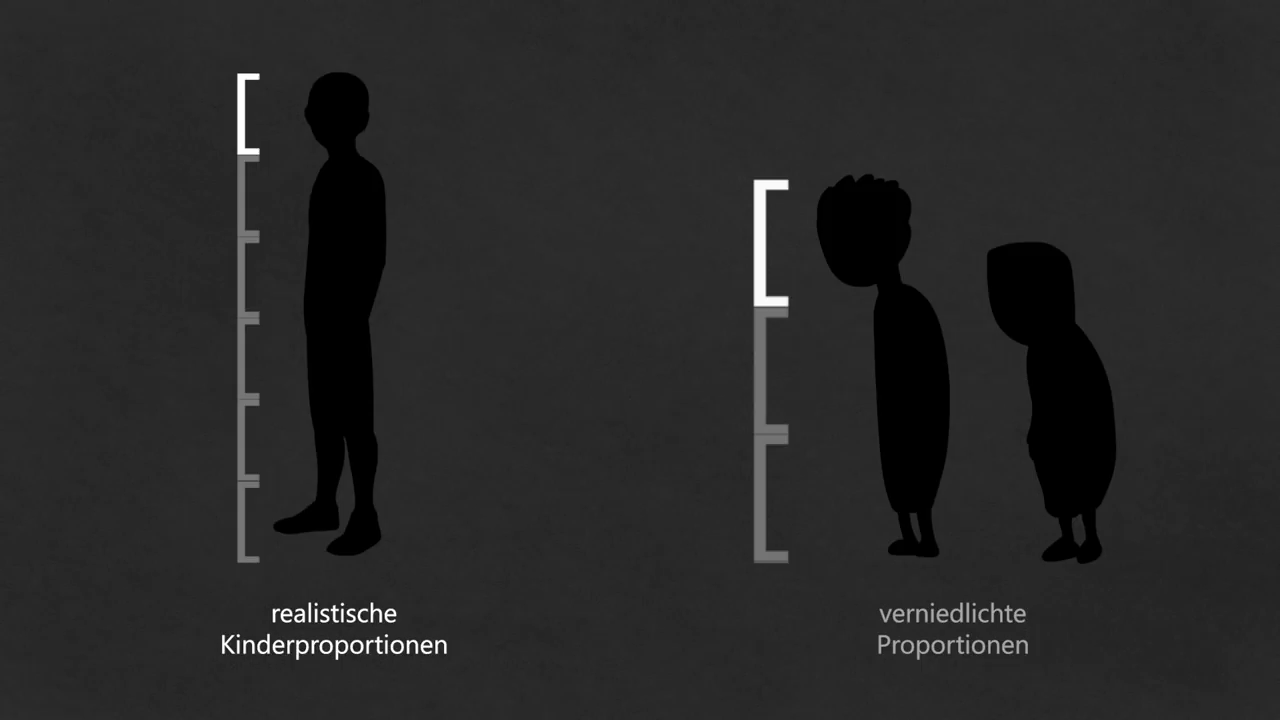 realistische
Kinderproportionen
verniedlichte
Proportionen